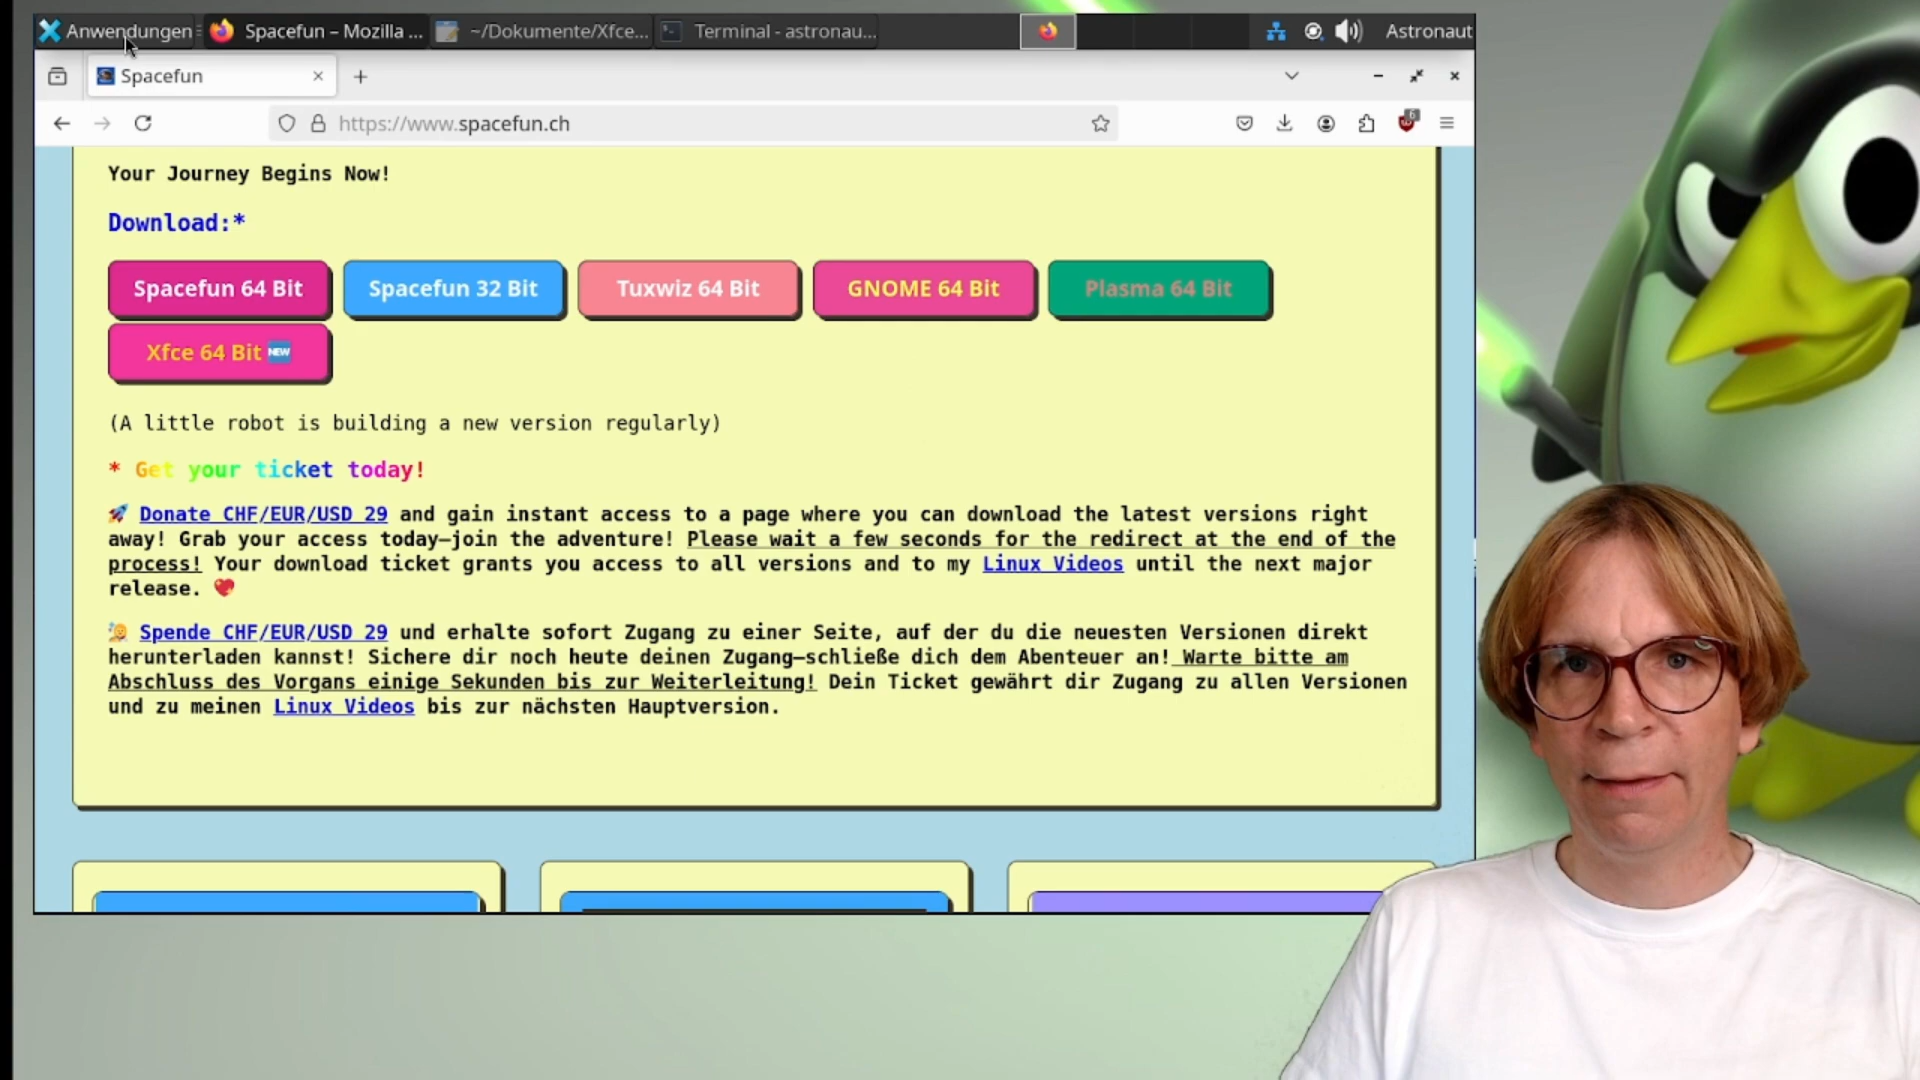 Anwendungen
Spacefun – Mozilla ...
~/Dokumente/Xfce...
Terminal - astronau...
Astronaut
Spacefun
https://www.spacefun.ch
6
Your Journey Begins Now!
Download:*
Spacefun 64 Bit
Spacefun 32 Bit
Tuxwiz 64 Bit
GNOME 64 Bit
Plasma 64 Bit
Xfce 64 Bit NEW
(A little robot is building a new version regularly)
* Get your ticket today!
🚀 Donate CHF/EUR/USD 29 and gain instant access to a page where you can download the latest versions right
away! Grab your access today—join the adventure! Please wait a few seconds for the redirect at the end of the
process! Your download ticket grants you access to all versions and to my Linux Videos until the next major
release. 💖
Spende CHF/EUR/USD 29 und erhalte sofort Zugang zu einer Seite, auf der du die neuesten Versionen direkt
herunterladen kannst! Sichere dir noch heute deinen Zugang—schließe dich dem Abenteuer an! Warte bitte am
Abschluss des Vorgans einige Sekunden bis zur Weiterleitung! Dein Ticket gewährt dir Zugang zu allen Versionen
und zu meinen Linux Videos bis zur nächsten Hauptversion.